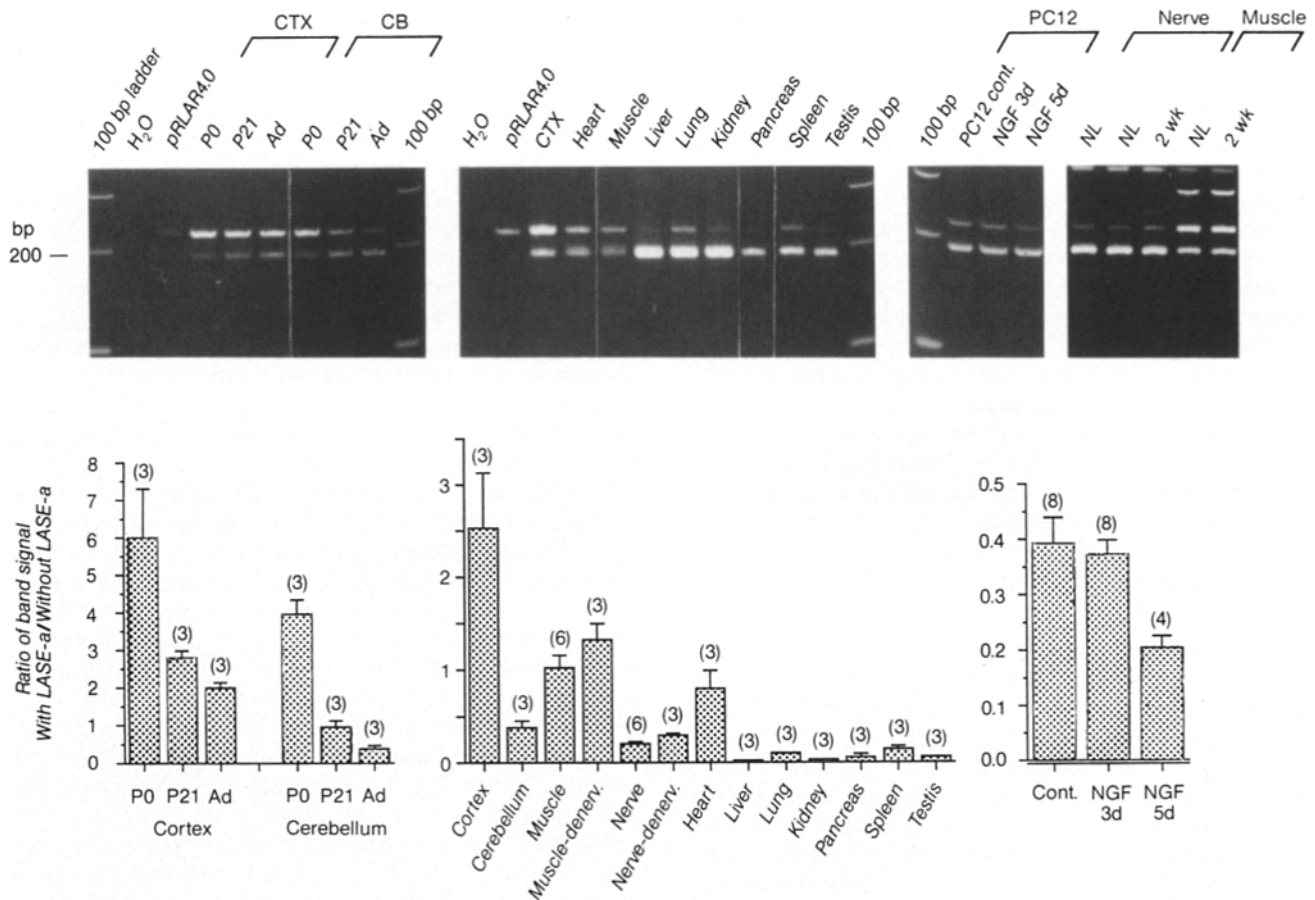 CTX
CB
PC12
Nerve
Muscle
100 bp ladder
H2O
pRLAR4.0
P0
P21
Ad
P0
P21
Ad
100 bp
H2O
pRLAR4.0
CTX
Heart
Muscle
Liver
Lung
Kidney
Pancreas
Spleen
Testis
100 bp
100 bp
PC12 cont.
NGF 3d
NGF 5d
NL
NL
2 wk
NL
2 wk
bp
200
Ratio of band signal
With LASE-a/Without LASE-a
8
7
6
5
4
3
2
1
0
(3)
(3)
(3)
(3)
(3)
(3)
P0 P21 Ad
P0 P21 Ad
Cortex
Cerebellum
3
2
1
0
(3)
(3)
(6)
(3)
(6)
(3)
(3)
(3)
(3)
(3)
(3)
(3)
(3)
Cortex
Cerebellum
Muscle
Muscle-denerv.
Nerve
Nerve-denerv.
Heart
Liver
Lung
Kidney
Pancreas
Spleen
Testis
0.5
0.4
0.3
0.2
0.1
0.0
(8)
(8)
(4)
Cont.
NGF 3d
NGF 5d